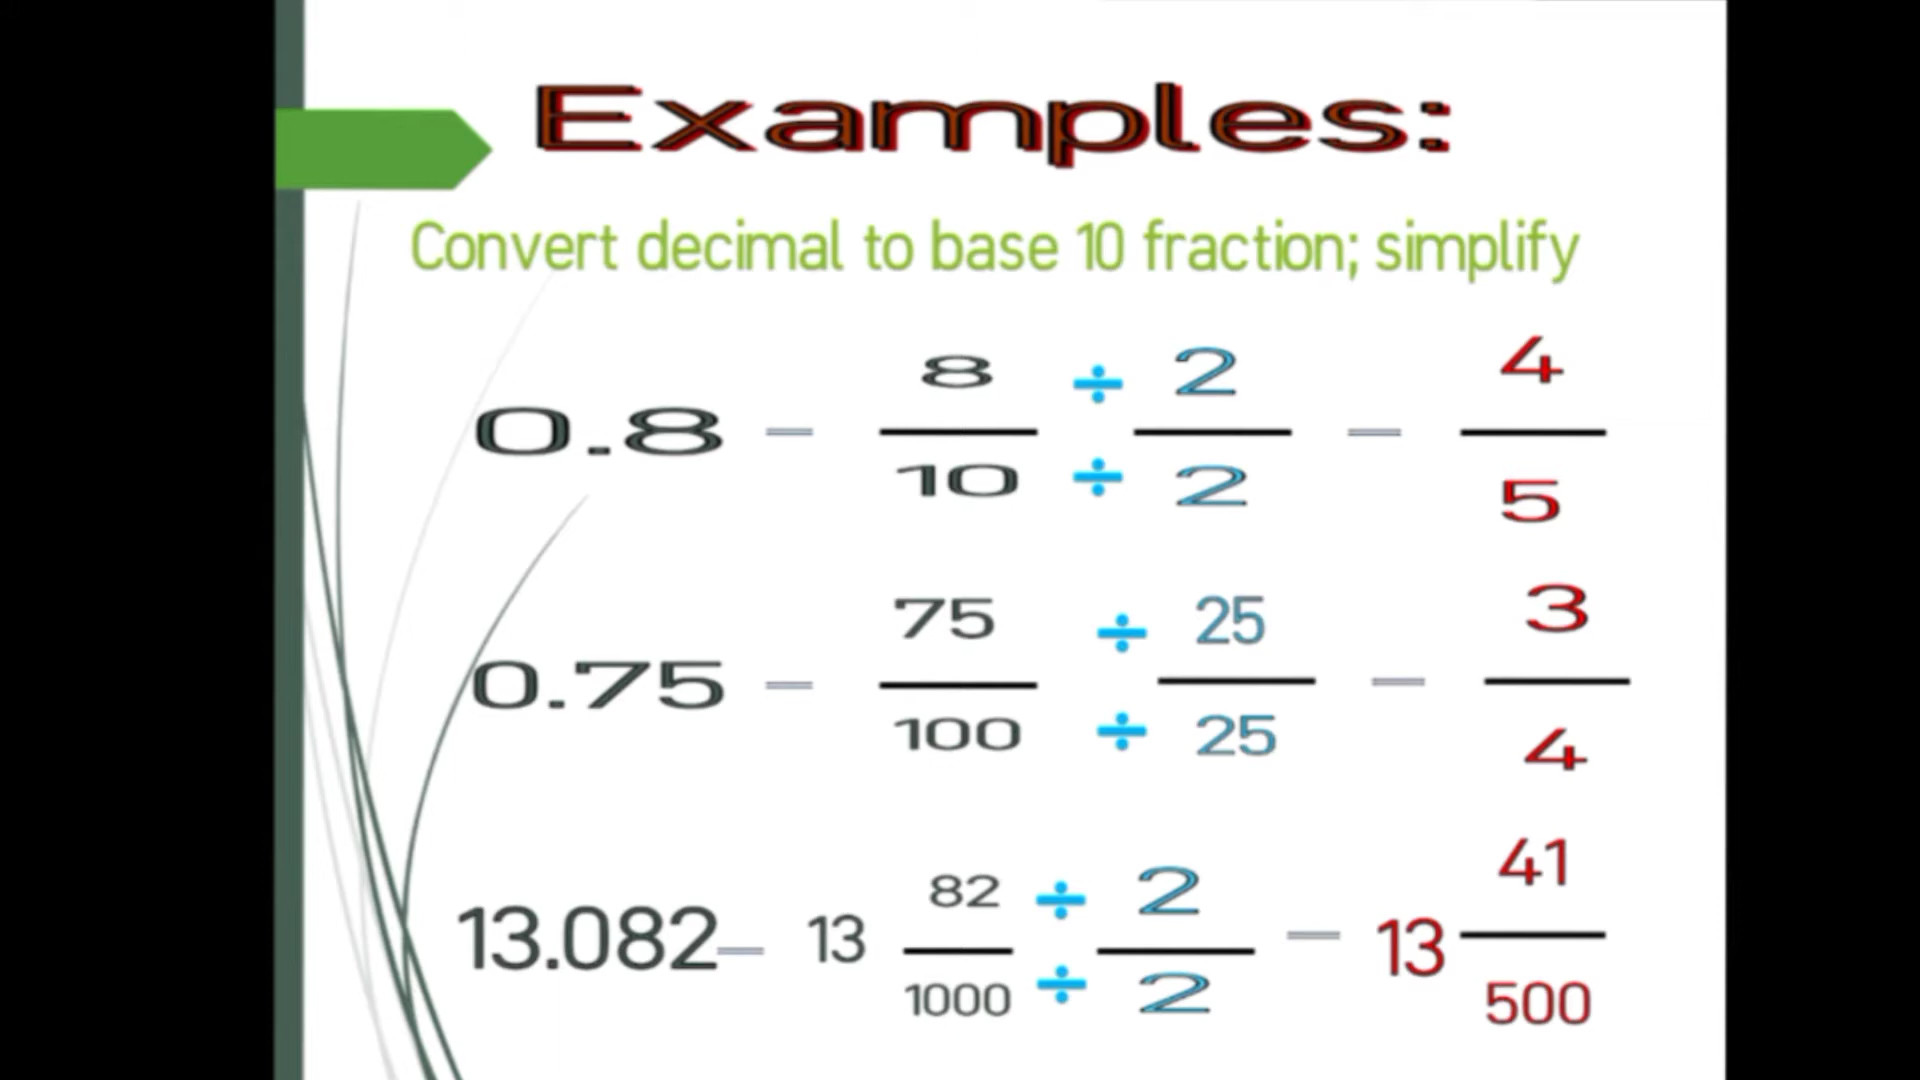 Examples:
Convert decimal to base 10 fraction; simplify
0.8 = 8/10 ÷ 2 ÷ 2 = 4/5
0.75 = 75/100 ÷ 25 ÷ 25 = 3/4
13.082 = 13 82/1000 ÷ 2 ÷ 2 = 13 41/500